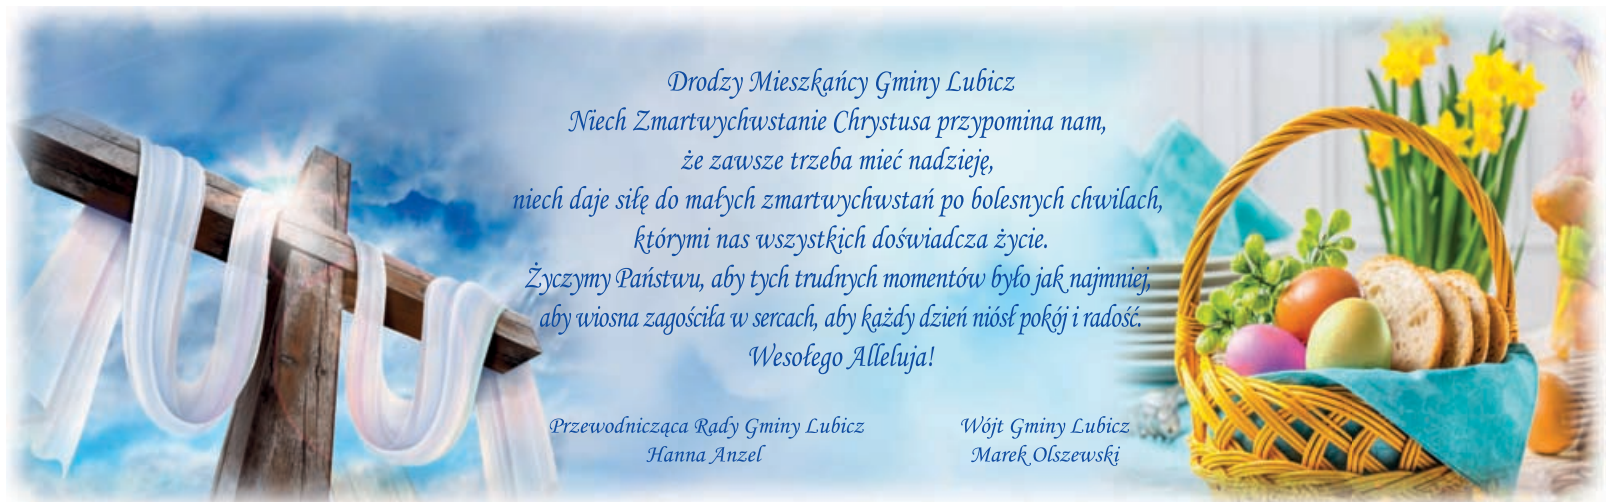 Drodzy Mieszkańcy Gminy Lubicz
Niech Zmartwychwstanie Chrystusa przypomina nam,
że zawsze trzeba mieć nadzieję,
niech daje siłę do małych zmartwychwstań po bolesnych chwilach,
którymi nas wszystkich doświadcza życie.
Życzymy Państwu, aby tych trudnych momentów było jak najmniej,
aby wiosna zagościła w sercach, aby każdy dzień niósł pokój i radość.
Wesołego Alleluja!
Przewodnicząca Rady Gminy Lubicz
Hanna Anzel
Wójt Gminy Lubicz
Marek Olszewski